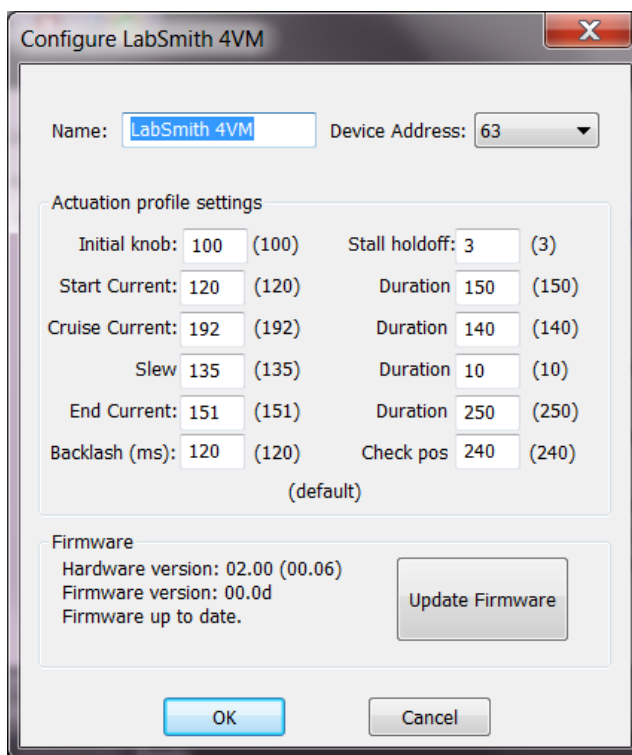 Configure LabSmith 4VM
X
Name: LabSmith 4VM Device Address: 63
Actuation profile settings
Initial knob: 100 (100) Stall holdoff: 3 (3)
Start Current: 120 (120) Duration 150 (150)
Cruise Current: 192 (192) Duration 140 (140)
Slew 135 (135) Duration 10 (10)
End Current: 151 (151) Duration 250 (250)
Backlash (ms): 120 (120) Check pos 240 (240)
(default)
Firmware
Hardware version: 02.00 (00.06)
Firmware version: 00.0d
Firmware up to date.
Update Firmware
OK Cancel